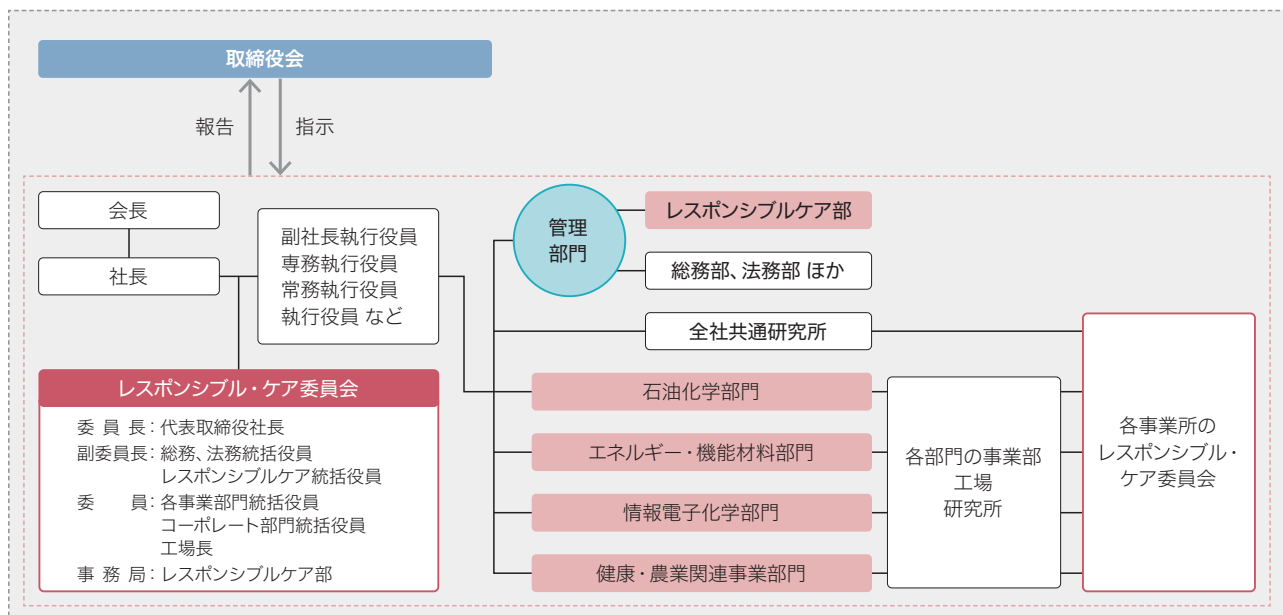 取締役会
報告
指示
会長
社長
副社長執行役員
専務執行役員
常務執行役員
執行役員 など
レスポンシブル・ケア委員会
委員長：代表取締役社長
副委員長：総務、法務統括役員
レスポンシブルケア統括役員
委　　員：各事業部門統括役員
コーポレート部門統括役員
工場長
事務局：レスポンシブルケア部
管理
部門
レスポンシブルケア部
総務部、法務部 ほか
全社共通研究所
石油化学部門
エネルギー・機能材料部門
情報電子化学部門
健康・農業関連事業部門
各部門の事業部
工場
研究所
各事業所の
レスポンシブル・
ケア委員会